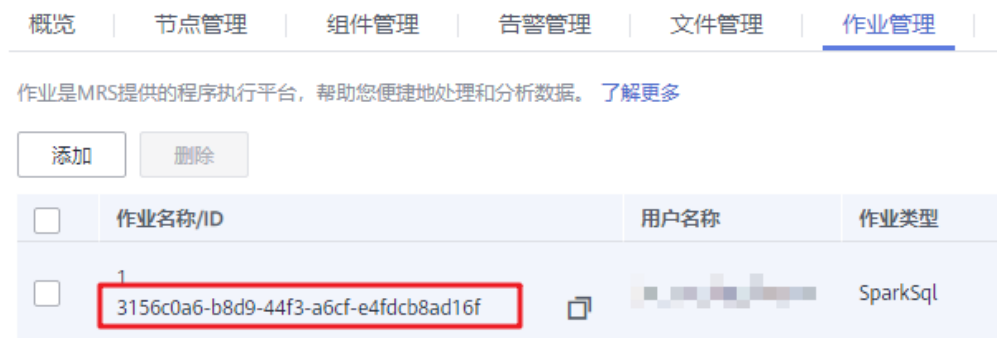 概览 节点管理 组件管理 告警管理 文件管理 作业管理
作业是MRS提供的程序执行平台，帮助您便捷地处理和分析数据。 了解更多
添加 删除
作业名称/ID 用户名称 作业类型
1
3156c0a6-b8d9-44f3-a6cf-e4fdcb8ad16f SparkSql